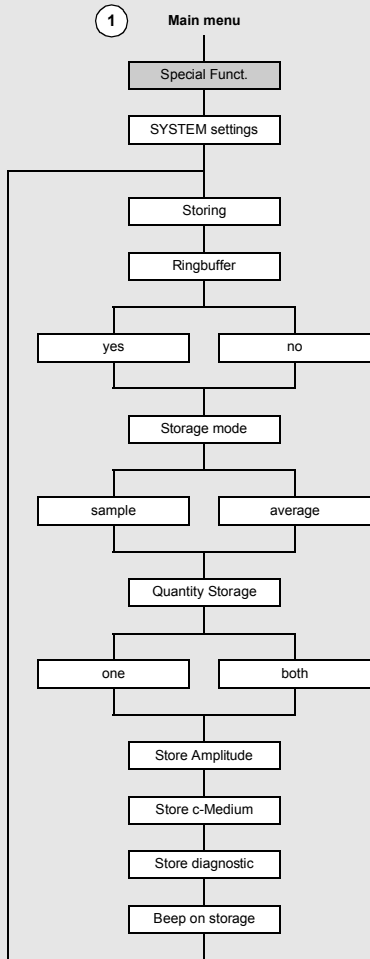 1 Main menu
Special Funct.
SYSTEM settings
Storing
Ringbuffer
yes no
Storage mode
sample average
Quantity Storage
one both
Store Amplitude
Store c-Medium
Store diagnostic
Beep on storage